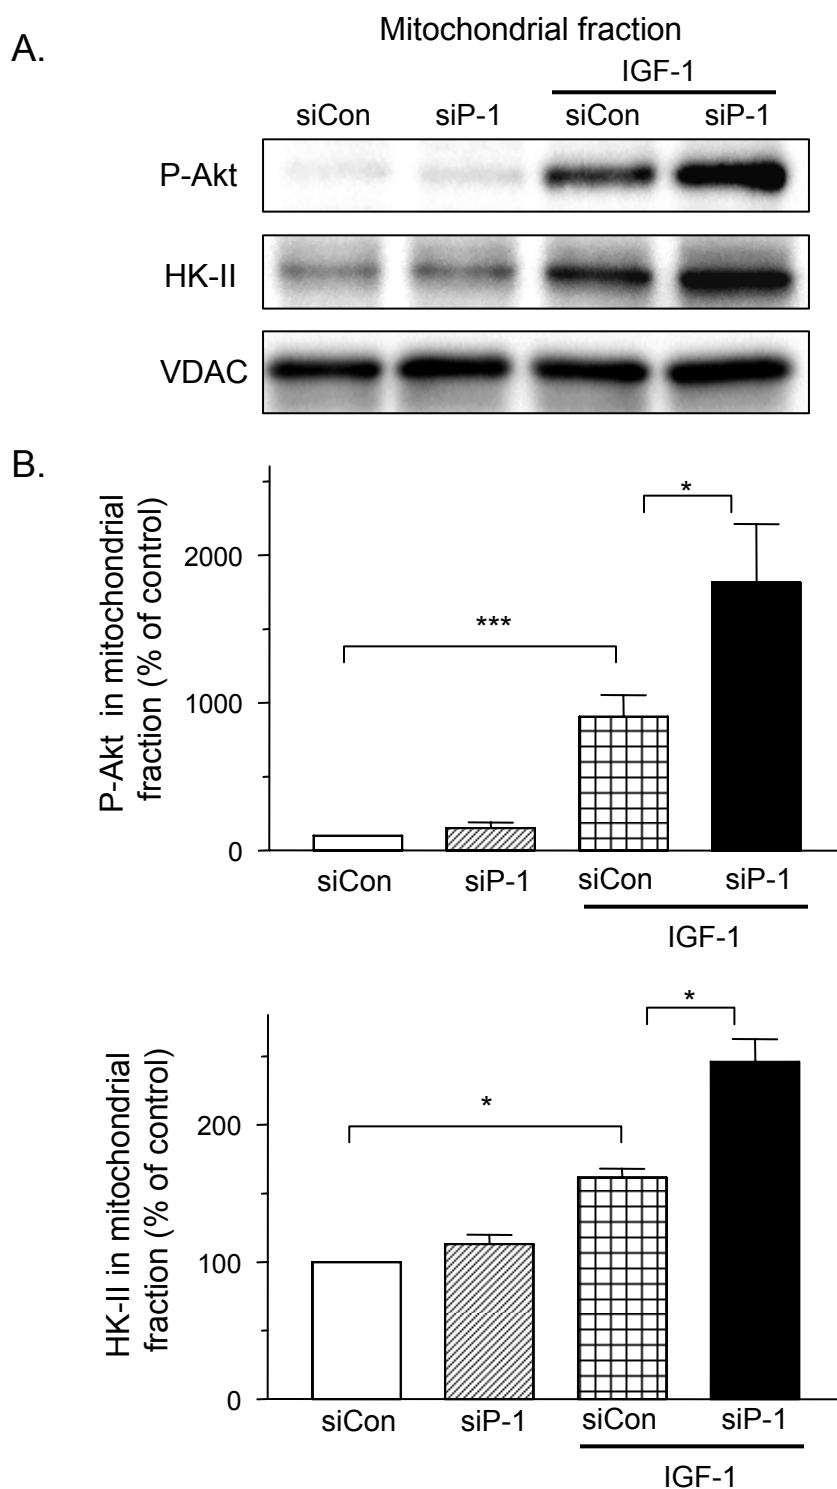 A.
Mitochondrial fraction
IGF-1
siCon siP-1 siCon siP-1
P-Akt
HK-II
VDAC
B.
P-Akt in mitochondrial
fraction (% of control)
2000
1000
0
***
*
siCon siP-1 siCon siP-1
IGF-1
HK-II in mitochondrial
fraction (% of control)
200
100
0
*
*
siCon siP-1 siCon siP-1
IGF-1